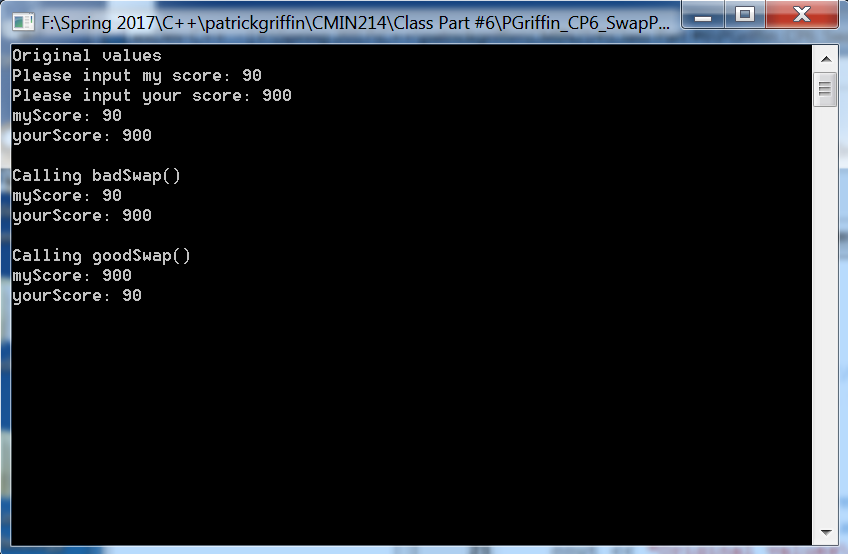 F:\Spring 2017\C++\patrickgriffin\CMIN214\Class Part #6\PGriffin_CP6_SwapP...
Original values
Please input my score: 90
Please input your score: 900
myScore: 90
yourScore: 900
Calling badSwap()
myScore: 90
yourScore: 900
Calling goodSwap()
myScore: 900
yourScore: 90